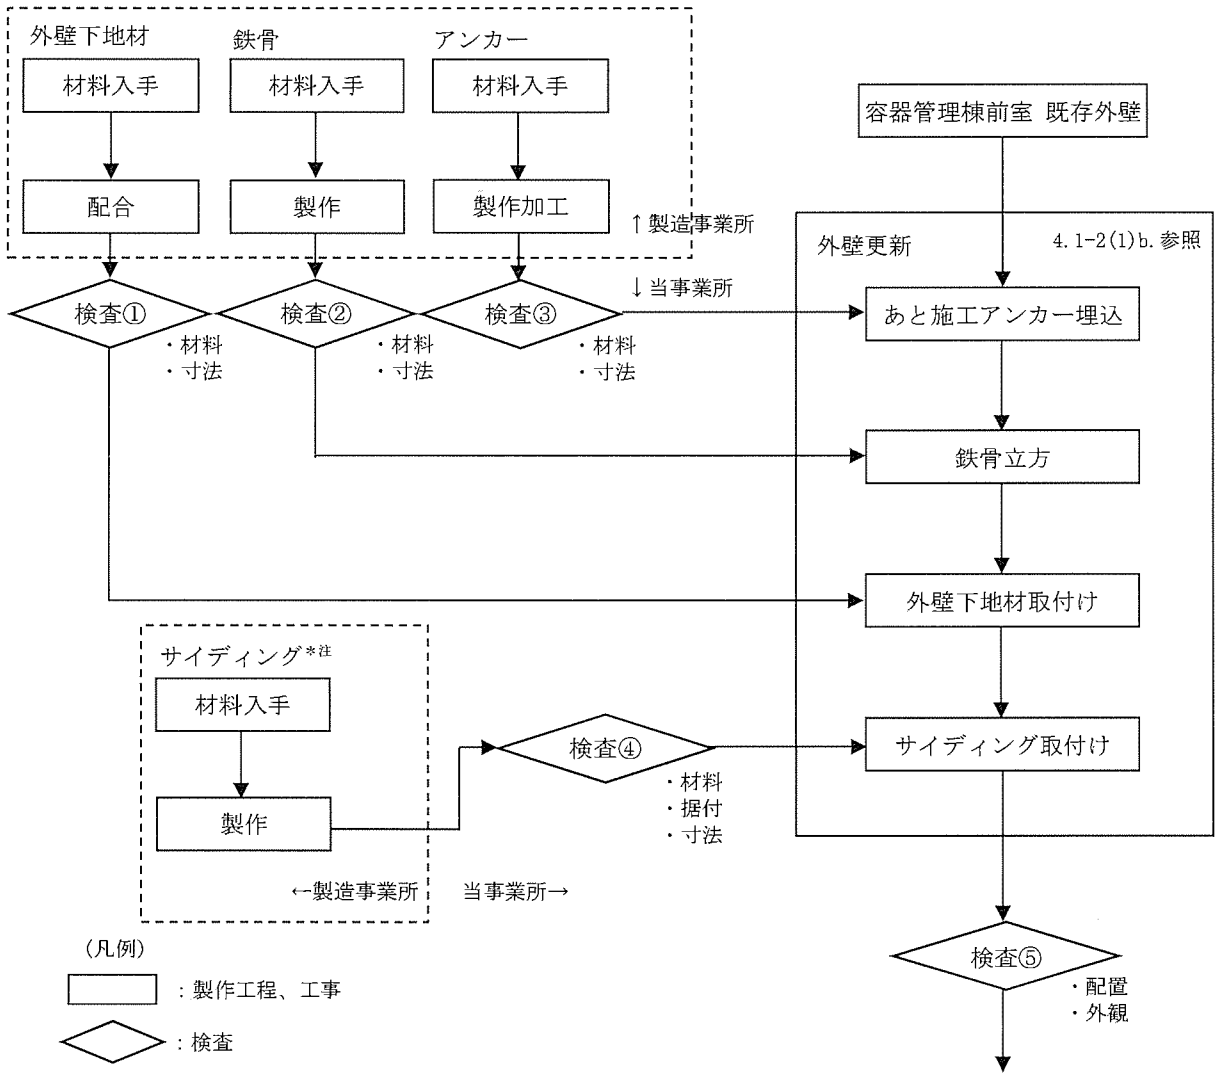 外壁下地材
鉄骨
アンカー
材料入手
材料入手
材料入手
容器管理棟前室 既存外壁
配合
製作
製作加工
↑製造事業所
外壁更新
4.1-2(1)b.参照
↓当事業所
検査①
検査②
検査③
あと施工アンカー埋込
・材料
・寸法
・材料
・寸法
・材料
・寸法
鉄骨立方
外壁下地材取付け
サイディング*注
材料入手
検査④
サイディング取付け
・材料
・据付
・寸法
製作
←製造事業所
当事業所→
(凡例)
検査⑤
・配置
・外観
：製作工程、工事
：検査